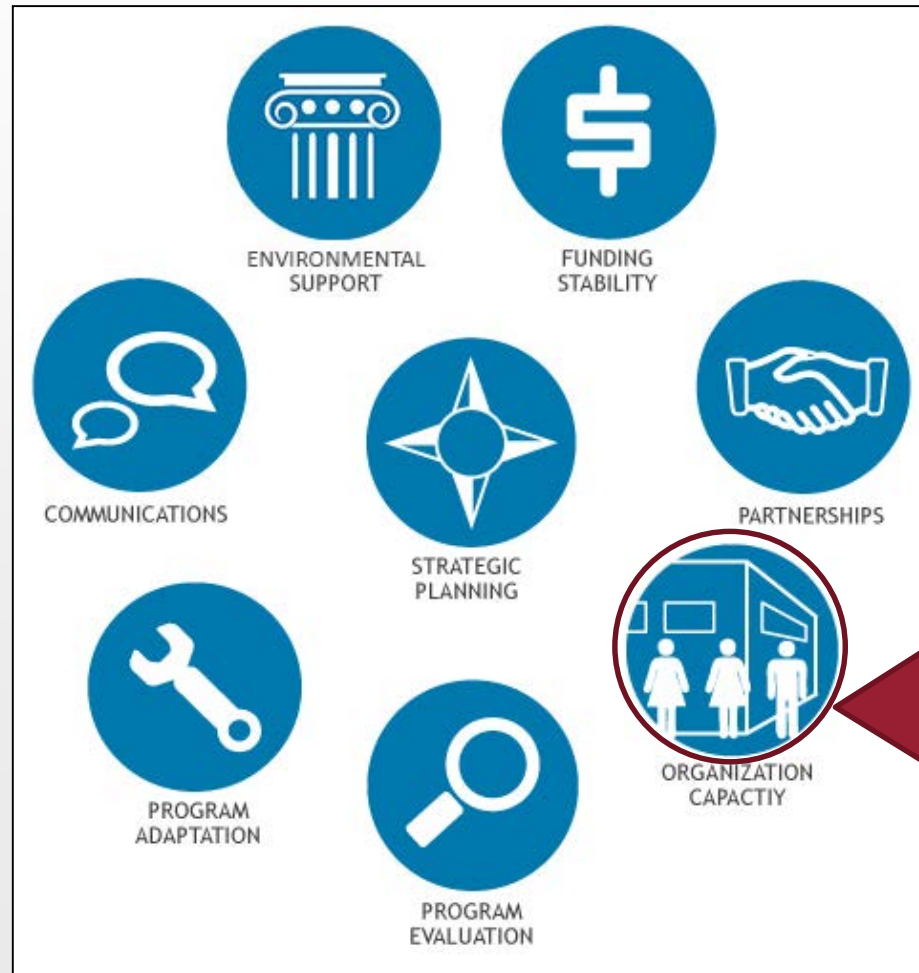 ENVIRONMENTAL
SUPPORT
FUNDING
STABILITY
COMMUNICATIONS
PARTNERSHIPS
STRATEGIC
PLANNING
ORGANIZATION
CAPACTIY
PROGRAM
ADAPTATION
PROGRAM
EVALUATION